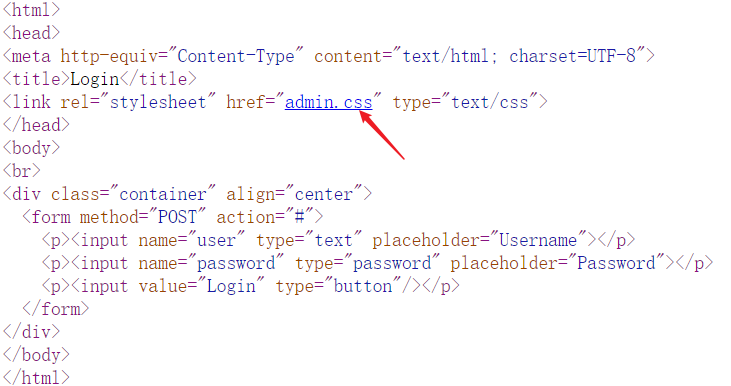 <html>
<head>
<meta http-equiv="Content-Type" content="text/html; charset=UTF-8">
<title>Login</title>
<link rel="stylesheet" href="admin.css" type="text/css">
</head>
<body>
<br>
<div class="container" align="center">
  <form method="POST" action="#">
    <p><input name="user" type="text" placeholder="Username"></p>
    <p><input name="password" type="password" placeholder="Password"></p>
    <p><input value="Login" type="button"/></p>
  </form>
</div>
</body>
</html>